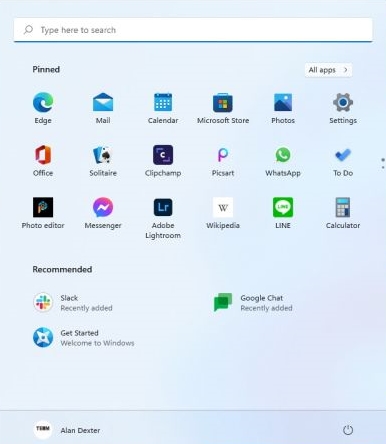 Type here to search
Pinned
All apps >
Edge
Mail
Calendar
Microsoft Store
Photos
Settings
Office
Solitaire
Clipchamp
Picsart
WhatsApp
To Do
Photo editor
Messenger
Adobe
Lightroom
Wikipedia
LINE
Calculator
Lr
W
LINE
Recommended
Slack
Recently added
Google Chat
Recently added
Get Started
Welcome to Windows
Alan Dexter